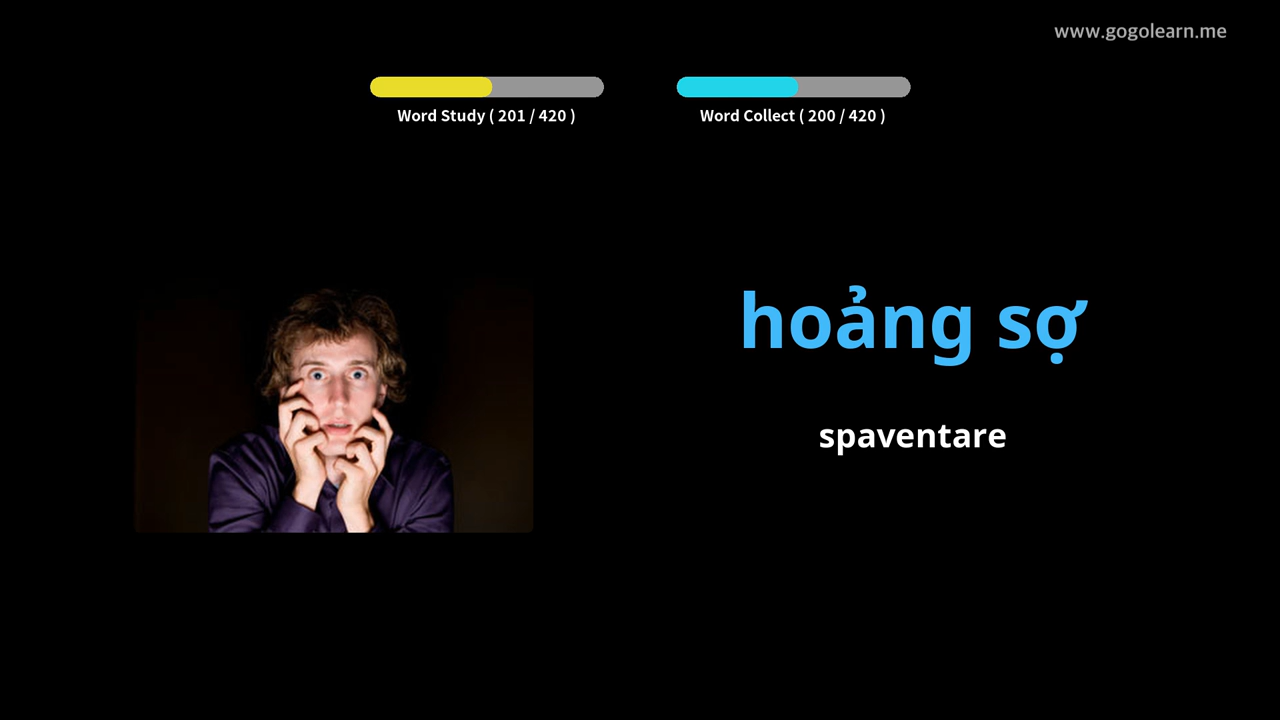 www.gogolearn.me
Word Study ( 201 / 420 )
Word Collect ( 200 / 420 )
hoảng sợ
spaventare